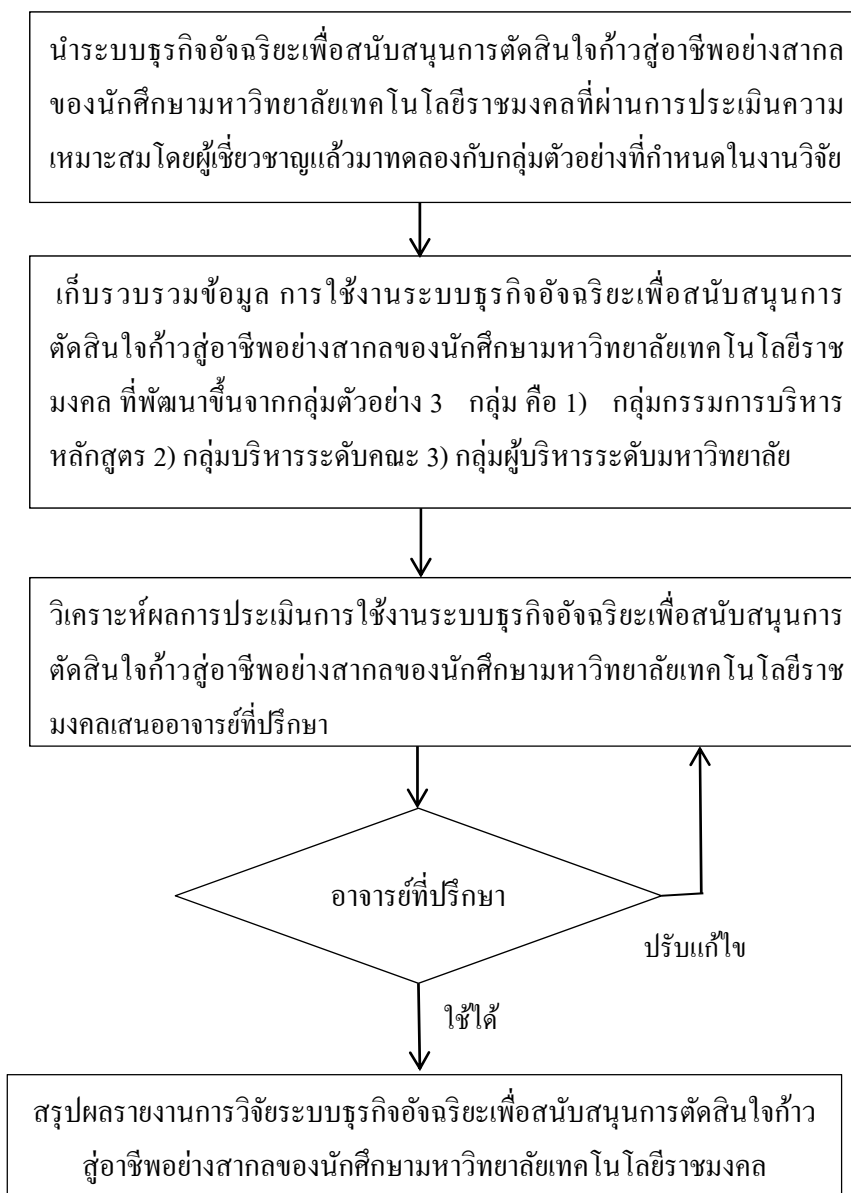 นำระบบธุรกิจอัจฉริยะเพื่อสนับสนุนการตัดสินใจก้าวสู่อาชีพอย่างสากล
ของนักศึกษามหาวิทยาลัยเทคโนโลยีราชมงคลที่ผ่านการประเมินความ
เหมาะสมโดยผู้เชี่ยวชาญแล้วมาทดลองกับกลุ่มตัวอย่างที่กำหนดในงานวิจัย
เก็บรวบรวมข้อมูล การใช้งานระบบธุรกิจอัจฉริยะเพื่อสนับสนุนการ
ตัดสินใจก้าวสู่อาชีพอย่างสากลของนักศึกษามหาวิทยาลัยเทคโนโลยีราช
มงคล ที่พัฒนาขึ้นจากกลุ่มตัวอย่าง 3 กลุ่ม คือ 1) กลุ่มกรรมการบริหาร
หลักสูตร 2) กลุ่มบริหารระดับคณะ 3) กลุ่มผู้บริหารระดับมหาวิทยาลัย
วิเคราะห์ผลการประเมินการใช้งานระบบธุรกิจอัจฉริยะเพื่อสนับสนุนการ
ตัดสินใจก้าวสู่อาชีพอย่างสากลของนักศึกษามหาวิทยาลัยเทคโนโลยีราช
มงคลเสนออาจารย์ที่ปรึกษา
อาจารย์ที่ปรึกษา
ปรับแก้ไข
ใช้ได้
สรุปผลรายงานการวิจัยระบบธุรกิจอัจฉริยะเพื่อสนับสนุนการตัดสินใจก้าว
สู่อาชีพอย่างสากลของนักศึกษามหาวิทยาลัยเทคโนโลยีราชมงคล